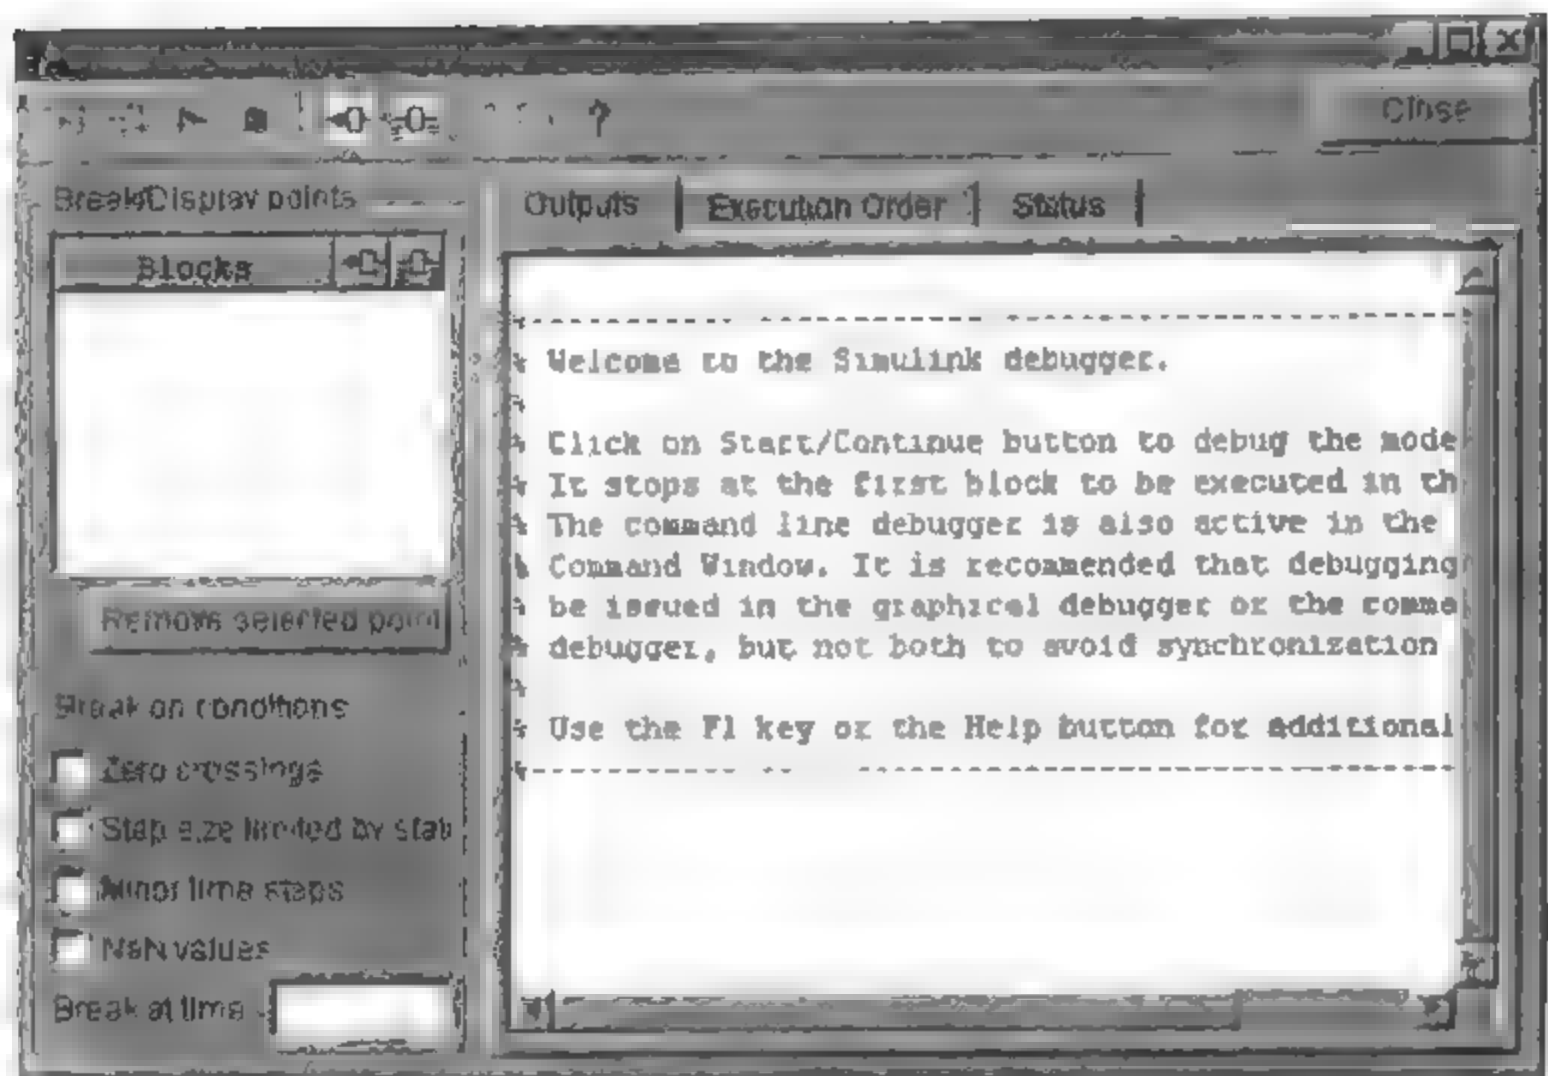 ?
Close
Break/Display points
Blocks
Remove selected point
Break on conditions
Zero crossings
Step size limited by stat
Minor time steps
NaN values
Break at time
Outputs
Execution Order
Status
%----------------------------------------------------------------
% Welcome to the Simulink debugger.
%
% Click on Start/Continue button to debug the mode
% It stops at the first block to be executed in th
% The command line debugger is also active in the
% Command Window. It is recommended that debugging
% be issued in the graphical debugger or the comma
% debugger, but not both to avoid synchronization
%
% Use the F1 key or the Help button for additional
%----------------------------------------------------------------